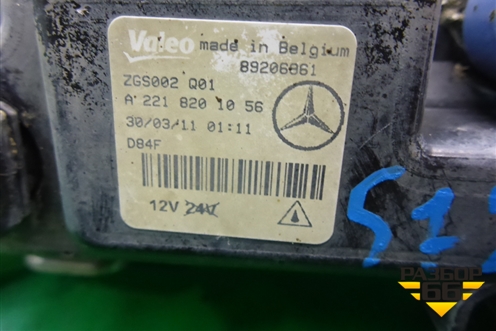 Valeo made in Belgium
89206861
ZGS002 Q01
A 221 820 10 56
30/03/11 01:11
D84F
12V 24V
РАЗБОР
66